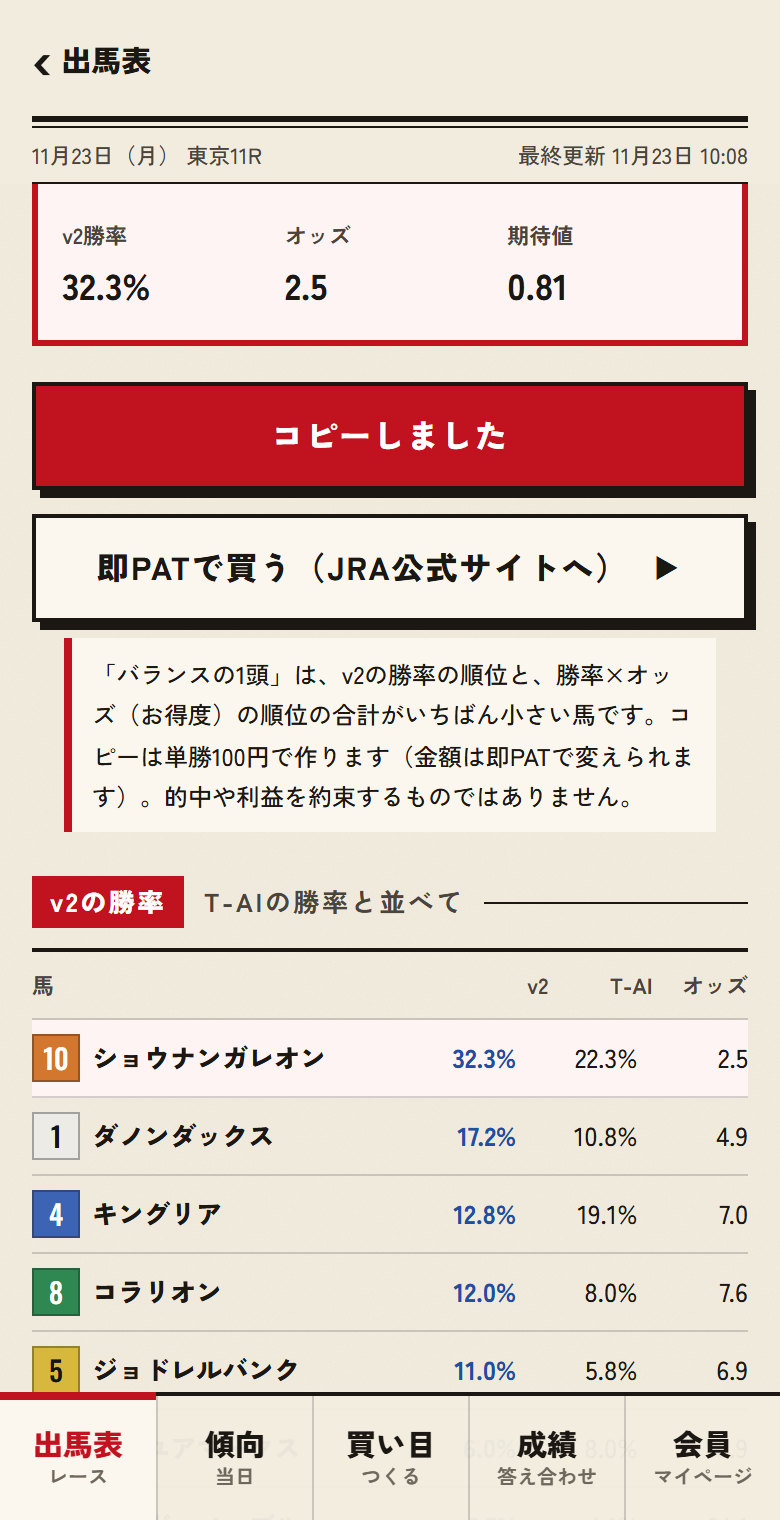 ‹ 出馬表
11月23日（月） 東京11R 最終更新 11月23日 10:08
v2勝率 オッズ 期待値
32.3% 2.5 0.81
コピーしました
即PATで買う（JRA公式サイトへ） ▶
「バランスの1頭」は、v2の勝率の順位と、勝率×オッ
ズ（お得度）の順位の合計がいちばん小さい馬です。コ
ピーは単勝100円で作ります（金額は即PATで変えられま
す）。的中や利益を約束するものではありません。
v2の勝率 T-AIの勝率と並べて
馬 v2 T-AI オッズ
10 ショウナンガレオン 32.3% 22.3% 2.5
1 ダノンダックス 17.2% 10.8% 4.9
4 キングリア 12.8% 19.1% 7.0
8 コラリオン 12.0% 8.0% 7.6
5 ジョドレルバンク 11.0% 5.8% 6.9
出馬表 傾向 買い目 成績 会員
レース 当日 つくる 答え合わせ マイページ